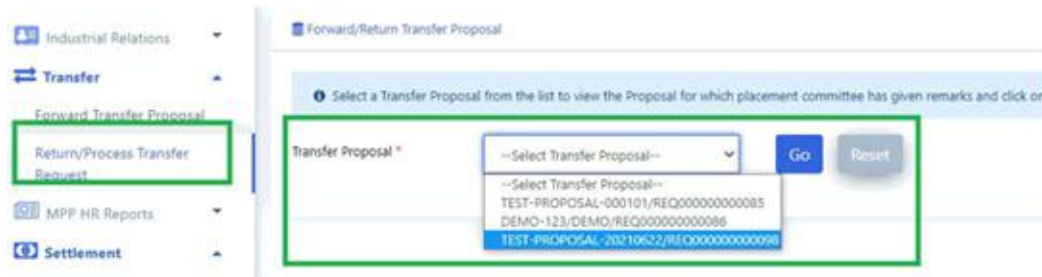 Industrial Relations
Transfer
Forward Transfer Proposal
Return/Process Transfer
Request
MPP HR Reports
Settlement
Forward/Return Transfer Proposal
Select a Transfer Proposal from the list to view the Proposal for which placement committee has given remarks and click on
Transfer Proposal *
--Select Transfer Proposal--
Go
Reset
--Select Transfer Proposal--
TEST-PROPOSAL-000101/REQ000000000085
DEMO-123/DEMO/REQ000000000086
TEST-PROPOSAL-20210622/REQ000000000098